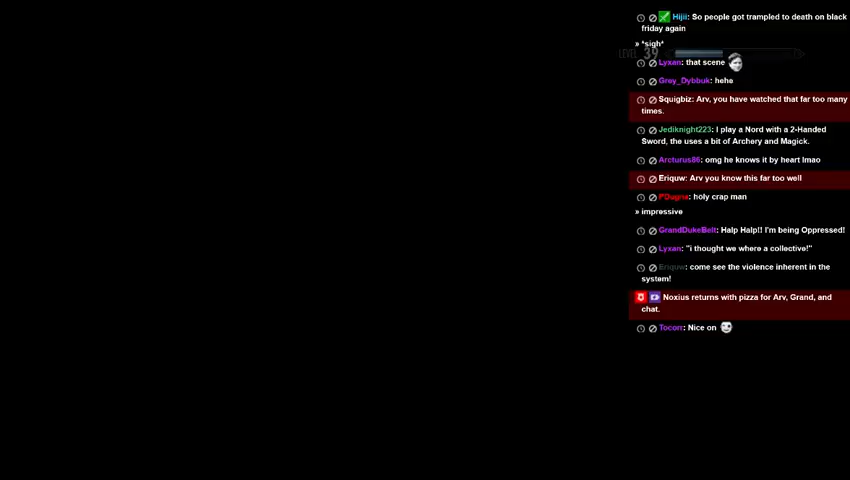 Hijii: So people got trampled to death on black
friday again
» *sigh*
LEVEL 39
Lyxan: that scene
Grey_Dybbuk: hehe
Squigbiz: Arv, you have watched that far too many
times.
Jediknight223: I play a Nord with a 2-Handed
Sword, the uses a bit of Archery and Magick.
Arcturus86: omg he knows it by heart lmao
Eriquw: Arv you know this far too well
holy crap man
» impressive
GrandDukeBelt: Halp Halp!! I'm being Oppressed!
Lyxan: "i thought we where a collective!"
Eriquw: come see the violence inherent in the
system!
Noxius returns with pizza for Arv, Grand, and
chat.
Tocorr: Nice on